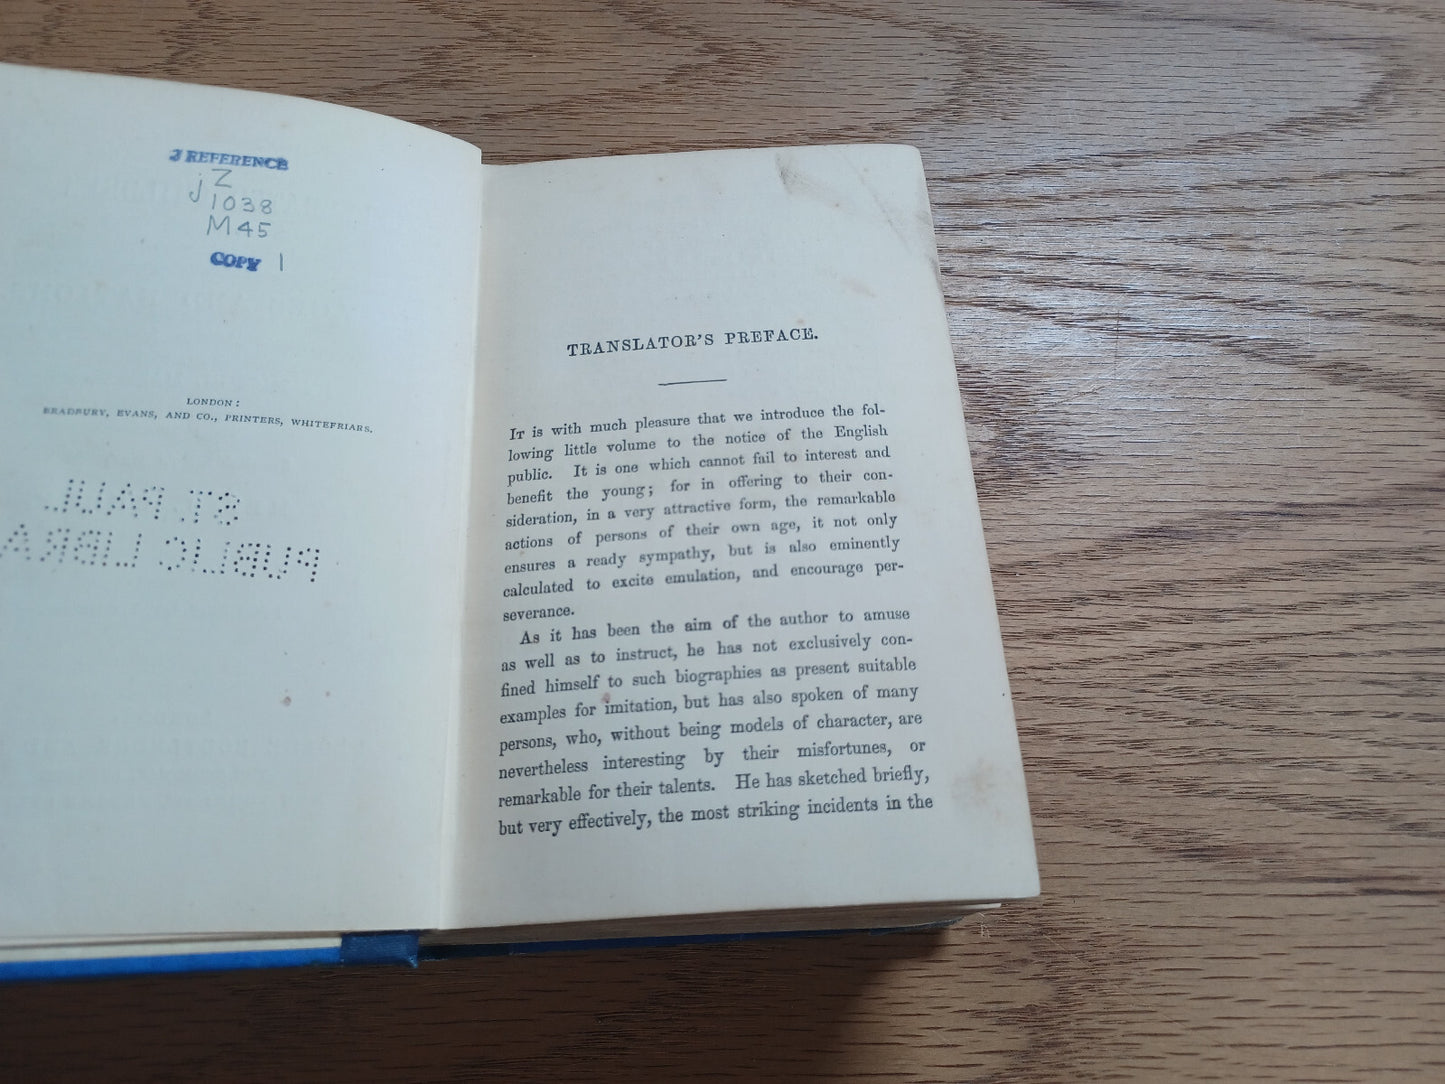 J REFERENCE
jZ
1038
M45
COPY 1
LONDON:
BRADBURY, EVANS, AND CO., PRINTERS, WHITEFRIARS.
ST. PAUL
PUBLIC LIBRA
TRANSLATOR'S PREFACE.
IT is with much pleasure that we introduce the fol-
lowing little volume to the notice of the English
public. It is one which cannot fail to interest and
benefit the young; for in offering to their con-
sideration, in a very attractive form, the remarkable
actions of persons of their own age, it not only
ensures a ready sympathy, but is also eminently
calculated to excite emulation, and encourage per-
severance.
As it has been the aim of the author to amuse
as well as to instruct, he has not exclusively con-
fined himself to such biographies as present suitable
examples for imitation, but has also spoken of many
persons, who, without being models of character, are
nevertheless interesting by their misfortunes, or
remarkable for their talents. He has sketched briefly,
but very effectively, the most striking incidents in the